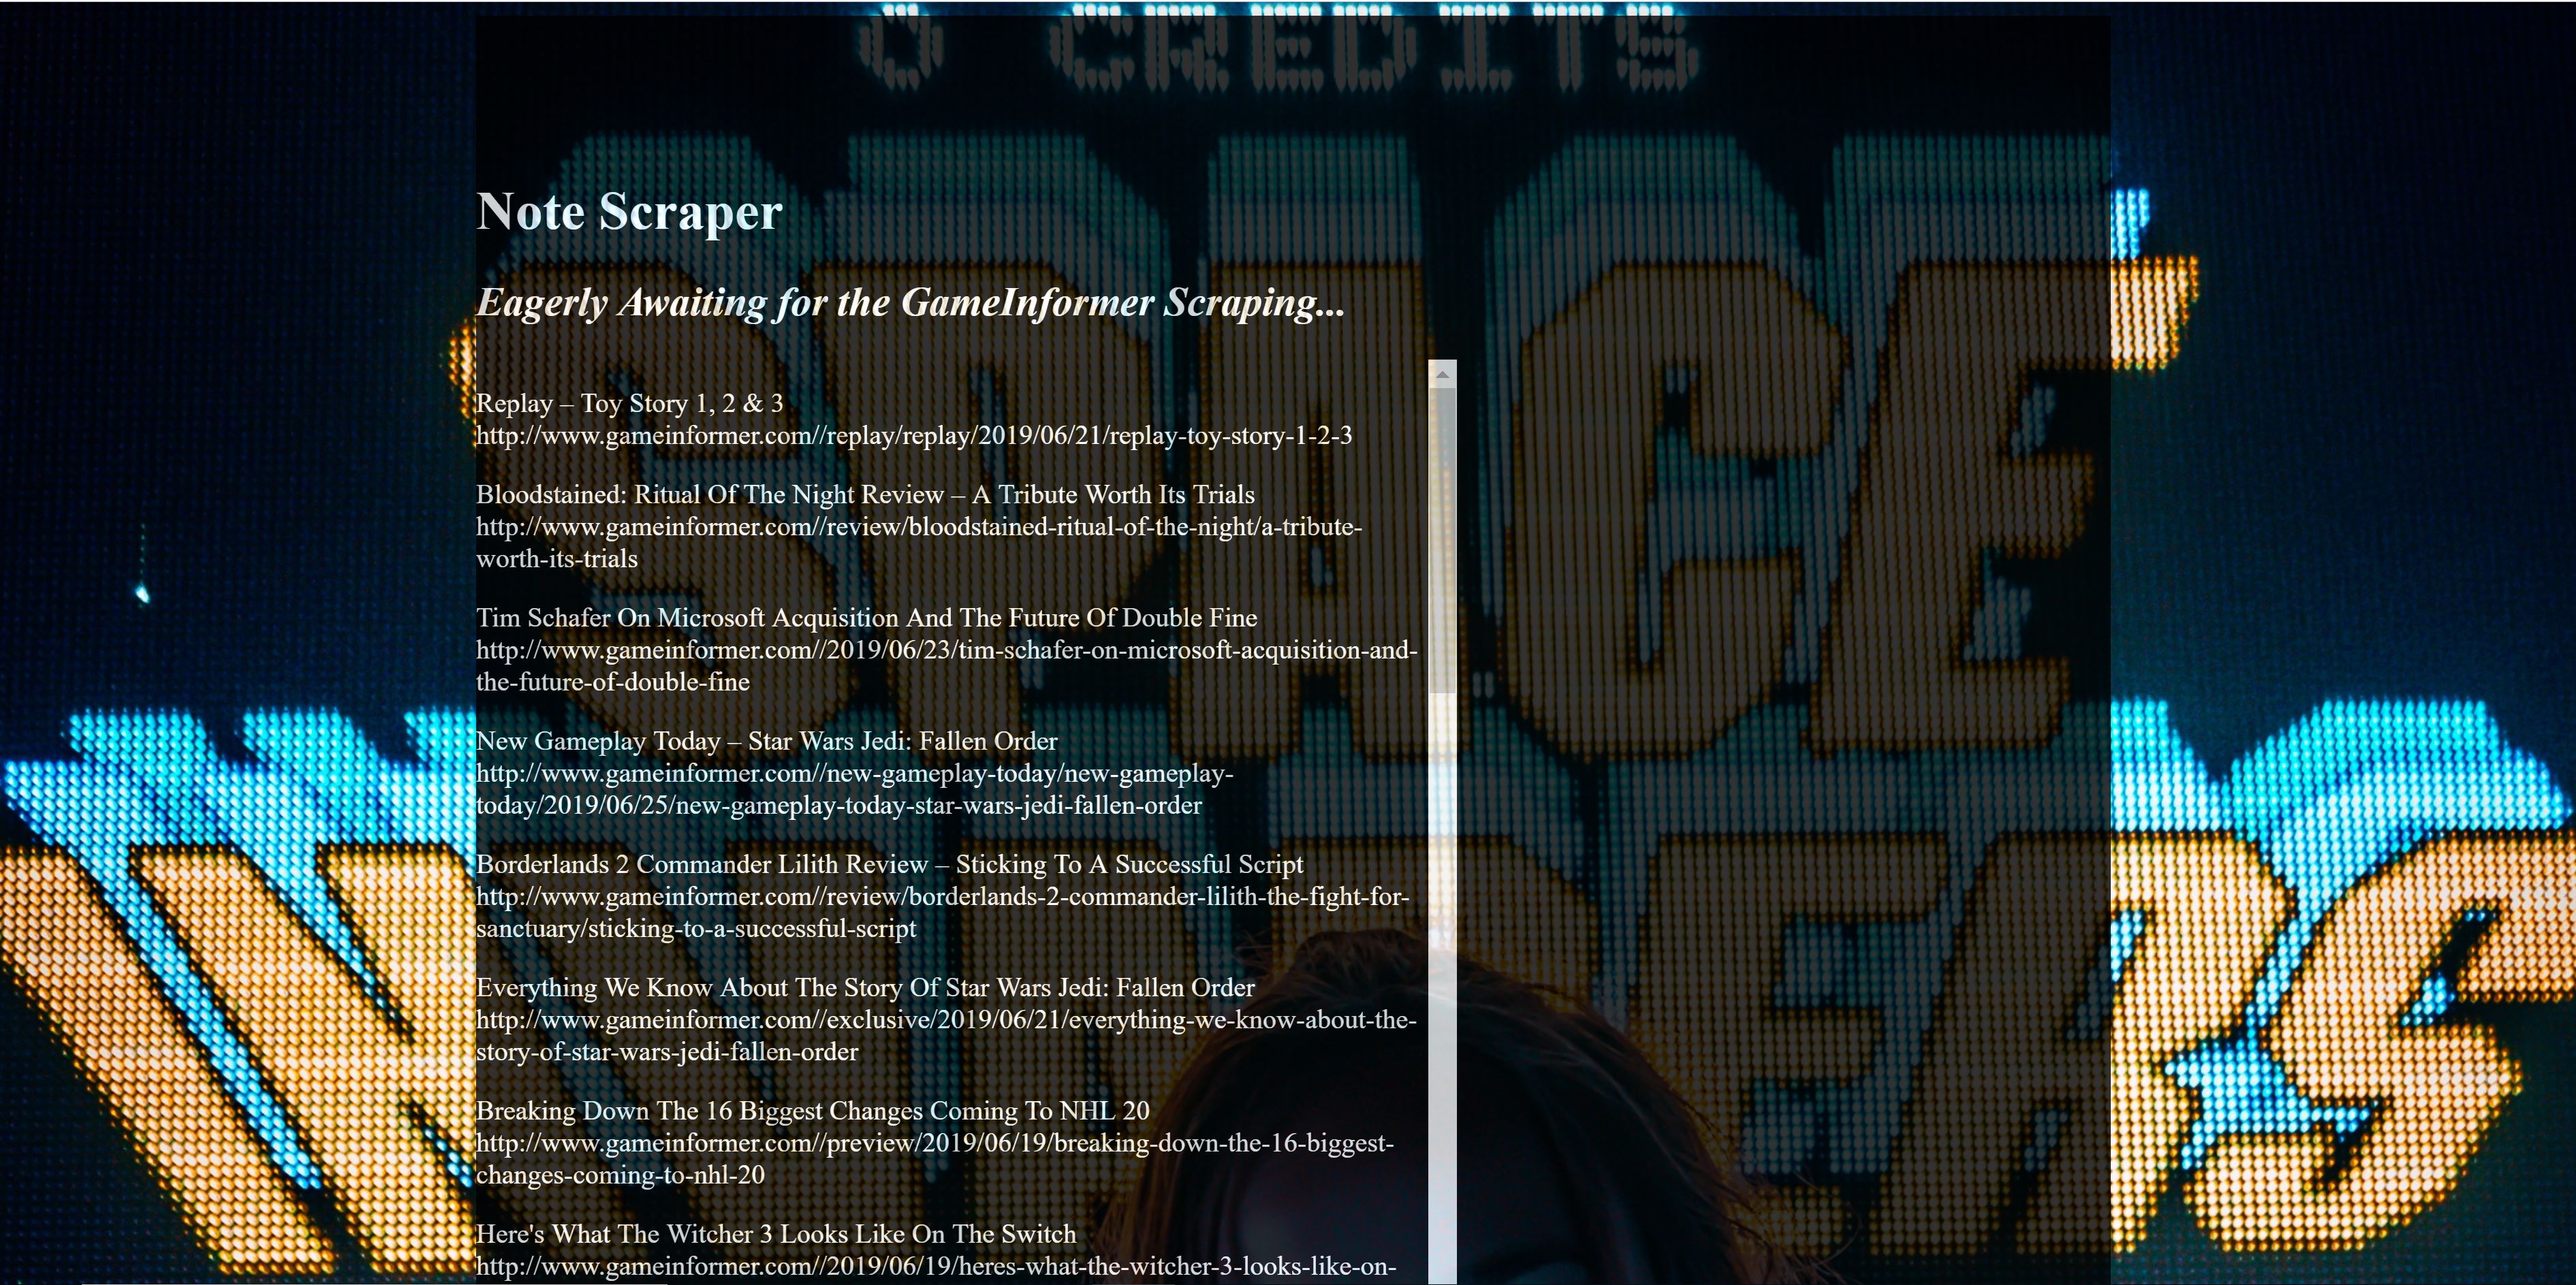 0 CREDITS
SPACE
Note Scraper
Eagerly Awaiting for the GameInformer Scraping...
Replay – Toy Story 1, 2 & 3
http://www.gameinformer.com//replay/replay/2019/06/21/replay-toy-story-1-2-3
Bloodstained: Ritual Of The Night Review – A Tribute Worth Its Trials
http://www.gameinformer.com//review/bloodstained-ritual-of-the-night/a-tribute-
worth-its-trials
Tim Schafer On Microsoft Acquisition And The Future Of Double Fine
http://www.gameinformer.com//2019/06/23/tim-schafer-on-microsoft-acquisition-and-
the-future-of-double-fine
New Gameplay Today – Star Wars Jedi: Fallen Order
http://www.gameinformer.com//new-gameplay-today/new-gameplay-
today/2019/06/25/new-gameplay-today-star-wars-jedi-fallen-order
Borderlands 2 Commander Lilith Review – Sticking To A Successful Script
http://www.gameinformer.com//review/borderlands-2-commander-lilith-the-fight-for-
sanctuary/sticking-to-a-successful-script
Everything We Know About The Story Of Star Wars Jedi: Fallen Order
http://www.gameinformer.com//exclusive/2019/06/21/everything-we-know-about-the-
story-of-star-wars-jedi-fallen-order
Breaking Down The 16 Biggest Changes Coming To NHL 20
http://www.gameinformer.com//preview/2019/06/19/breaking-down-the-16-biggest-
changes-coming-to-nhl-20
Here's What The Witcher 3 Looks Like On The Switch
http://www.gameinformer.com//2019/06/19/heres-what-the-witcher-3-looks-like-on-